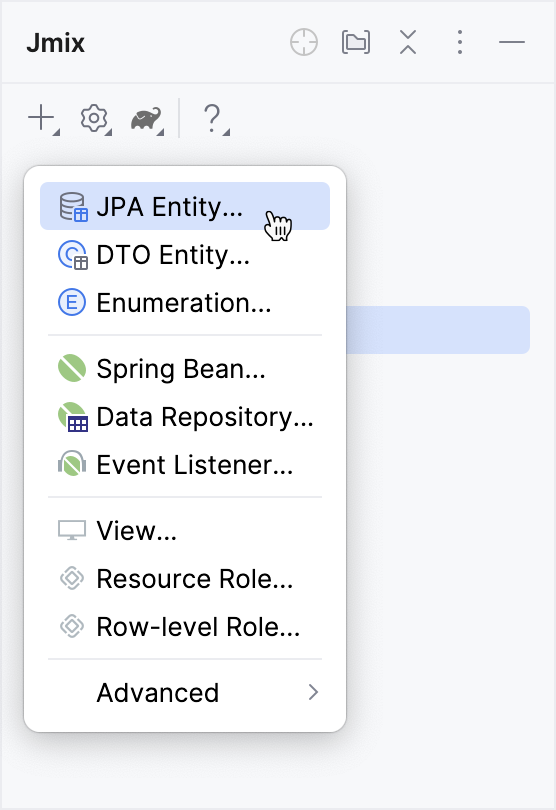 Jmix
JPA Entity...
DTO Entity...
Enumeration...
Spring Bean...
Data Repository...
Event Listener...
View...
Resource Role...
Row-level Role...
Advanced